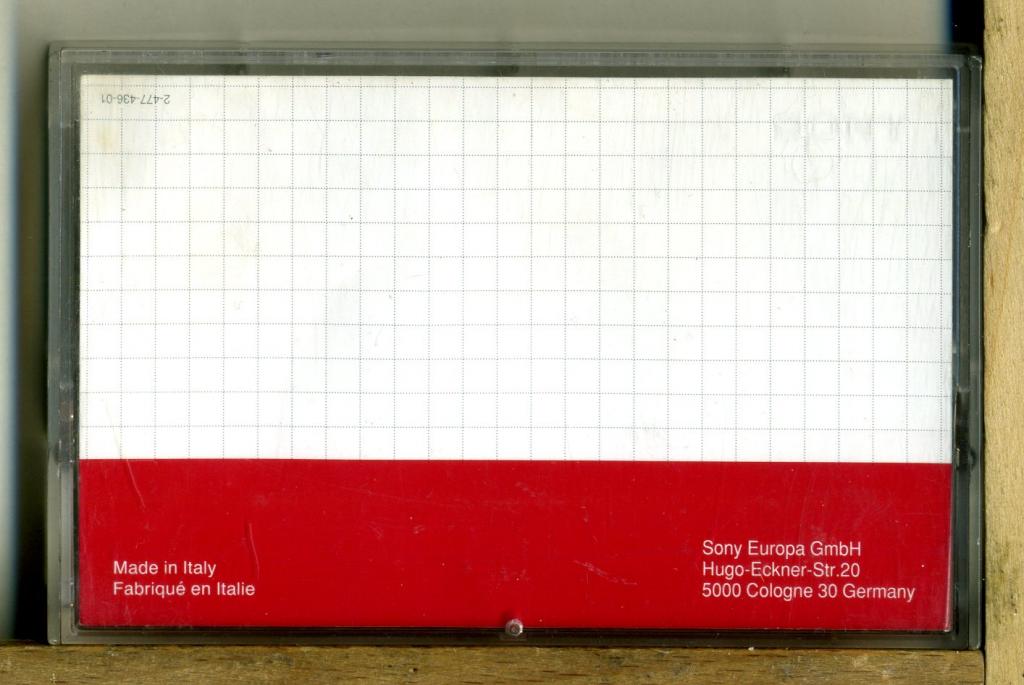 2-477-436-01
Made in Italy
Fabriqué en Italie
Sony Europa GmbH
Hugo-Eckner-Str.20
5000 Cologne 30 Germany